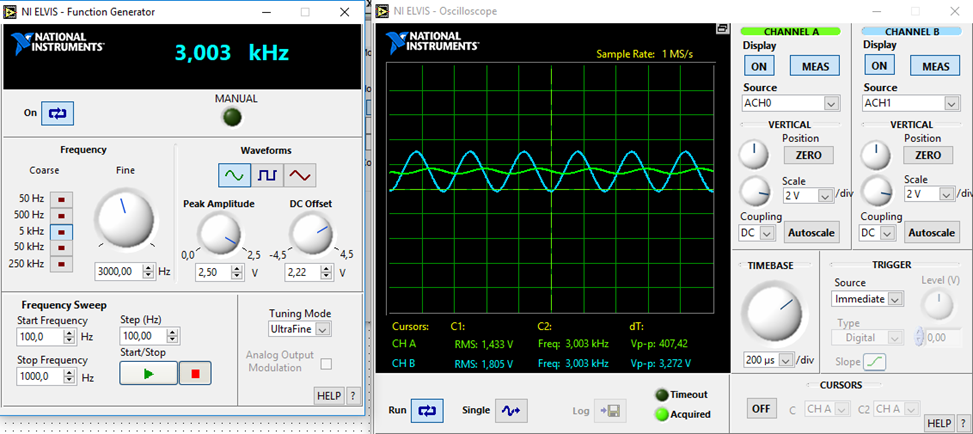 NI ELVIS - Function Generator
NATIONAL
INSTRUMENTS
3,003 kHz
On
MANUAL
Frequency
Coarse
Fine
50 Hz
500 Hz
5 kHz
50 kHz
250 kHz
3000,00 Hz
Waveforms
Peak Amplitude
0,0
2,5
2,50 V
DC Offset
-4,5
4,5
2,22 V
Frequency Sweep
Start Frequency
100,0 Hz
Step (Hz)
100,00
Stop Frequency
1000,0 Hz
Start/Stop
Tuning Mode
UltraFine
Analog Output
Modulation
HELP ?
NI ELVIS - Oscilloscope
NATIONAL
INSTRUMENTS
Sample Rate: 1 MS/s
Cursors: C1: C2: dT:
CH A RMS: 1,433 V Freq: 3,003 kHz Vp-p: 407,42
CH B RMS: 1,805 V Freq: 3,003 kHz Vp-p: 3,272 V
Run
Single
Log
Timeout
Acquired
CHANNEL A
Display
ON MEAS
Source
ACH0
VERTICAL
Position
ZERO
Scale
2 V /div
Coupling
DC Autoscale
CHANNEL B
Display
ON MEAS
Source
ACH1
VERTICAL
Position
ZERO
Scale
2 V /div
Coupling
DC Autoscale
TIMEBASE
200 µs /div
TRIGGER
Source
Immediate
Level (V)
Type
Digital
0,00
Slope
CURSORS
OFF C CH A C2 CH A
HELP ?